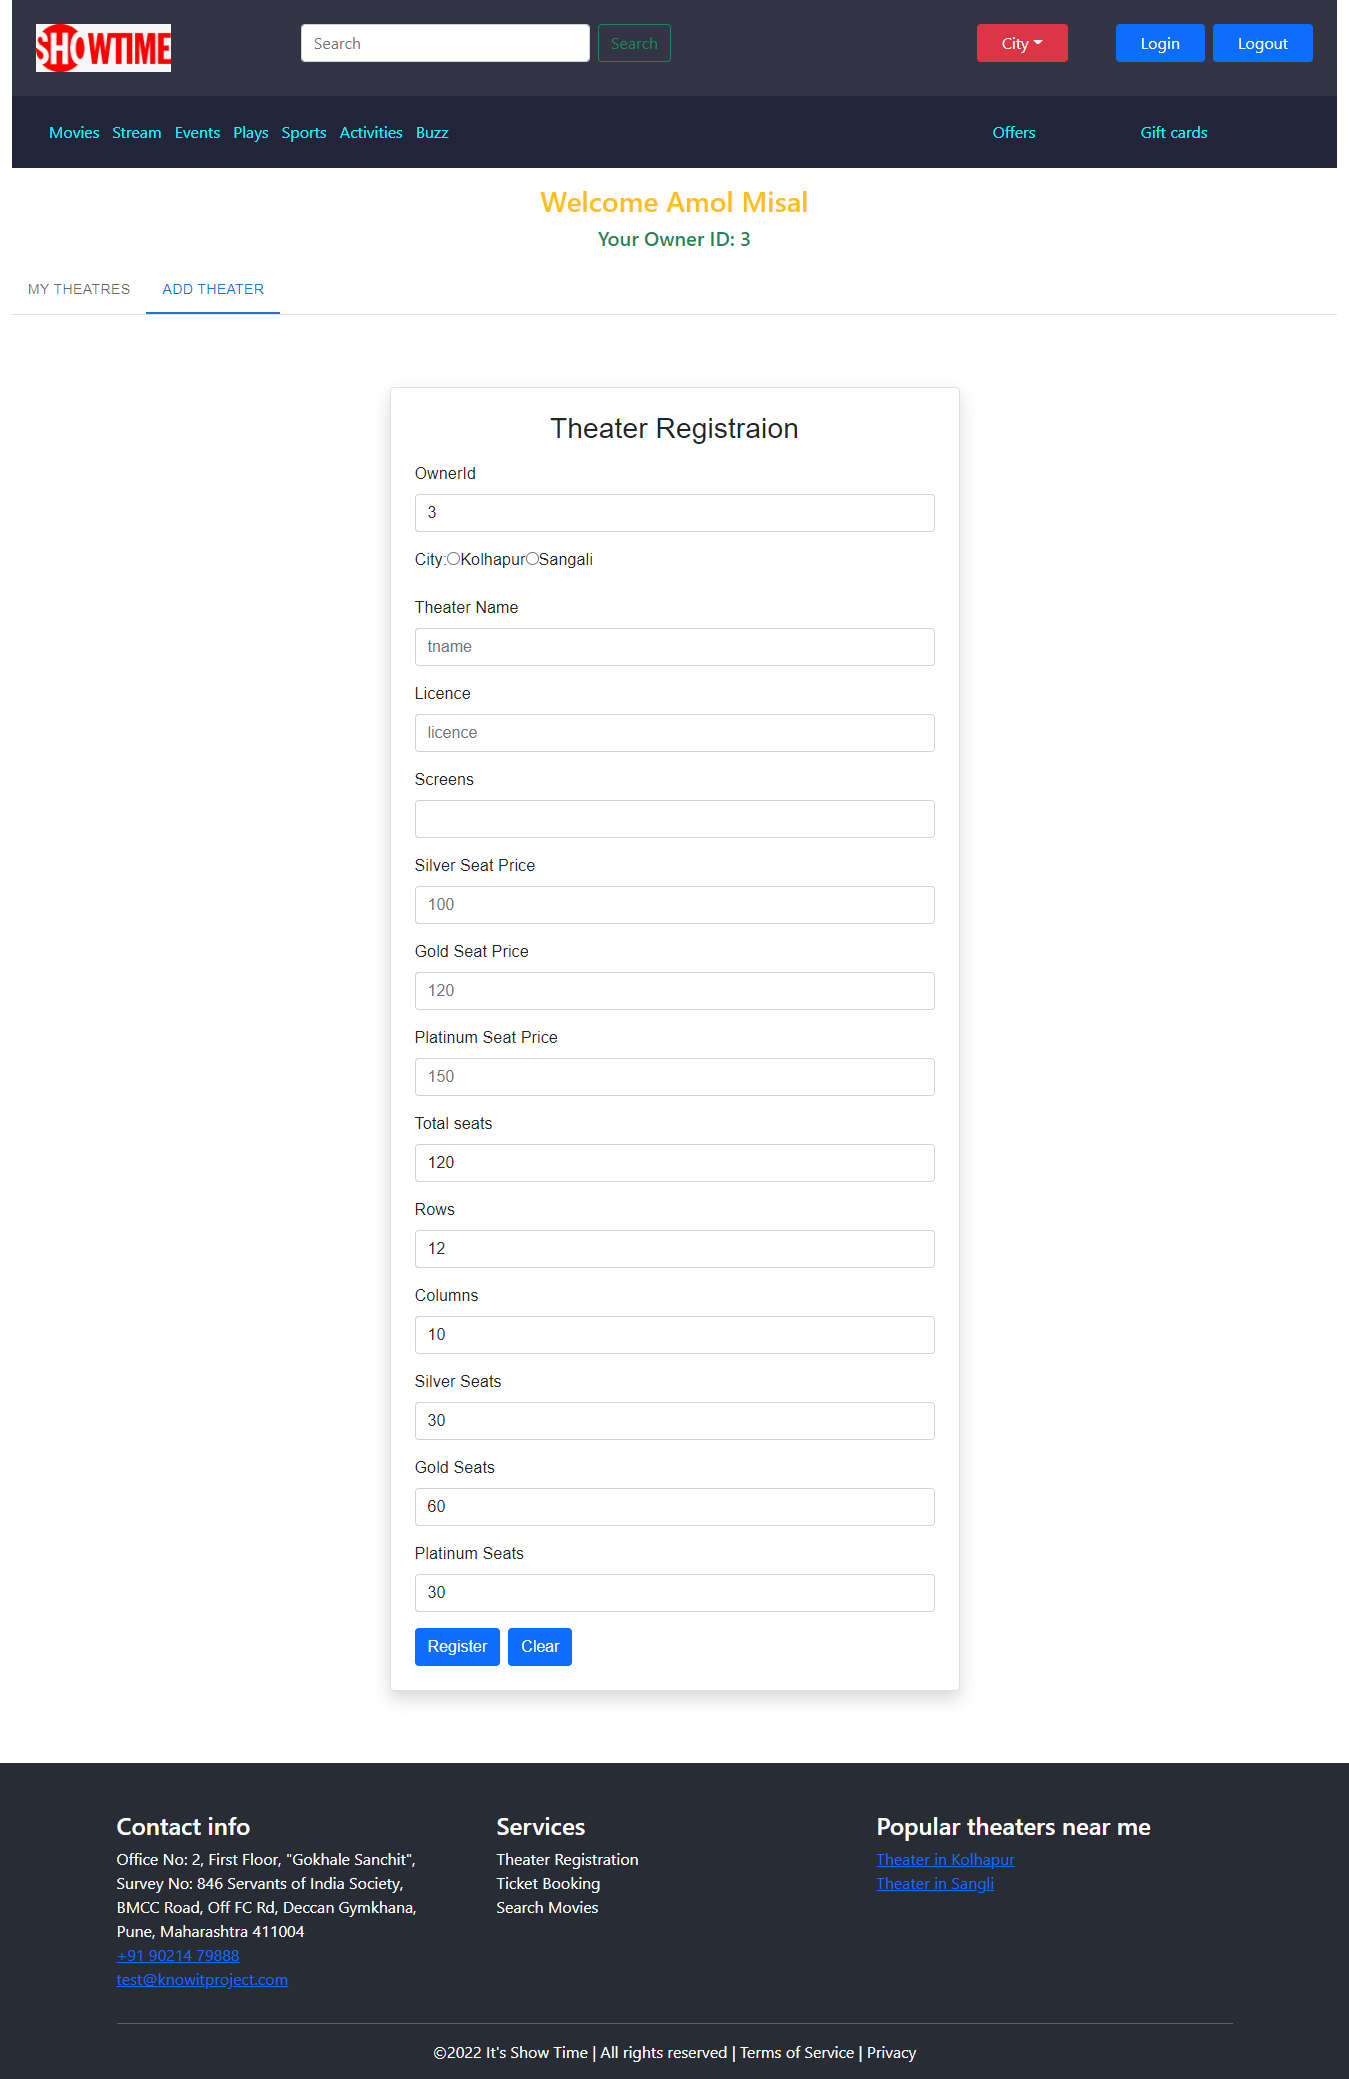 SHOWTIME Search Search City Login Logout
Movies Stream Events Plays Sports Activities Buzz Offers Gift cards
Welcome Amol Misal
Your Owner ID: 3
MY THEATRES ADD THEATER
Theater Registraion
OwnerId
3
City: Kolhapur Sangali
Theater Name
tname
Licence
licence
Screens
Silver Seat Price
100
Gold Seat Price
120
Platinum Seat Price
150
Total seats
120
Rows
12
Columns
10
Silver Seats
30
Gold Seats
60
Platinum Seats
30
Register Clear
Contact info
Office No: 2, First Floor, "Gokhale Sanchit",
Survey No: 846 Servants of India Society,
BMCC Road, Off FC Rd, Deccan Gymkhana,
Pune, Maharashtra 411004
+91 90214 79888
test@knowitproject.com
Services
Theater Registration
Ticket Booking
Search Movies
Popular theaters near me
Theater in Kolhapur
Theater in Sangli
©2022 It's Show Time | All rights reserved | Terms of Service | Privacy